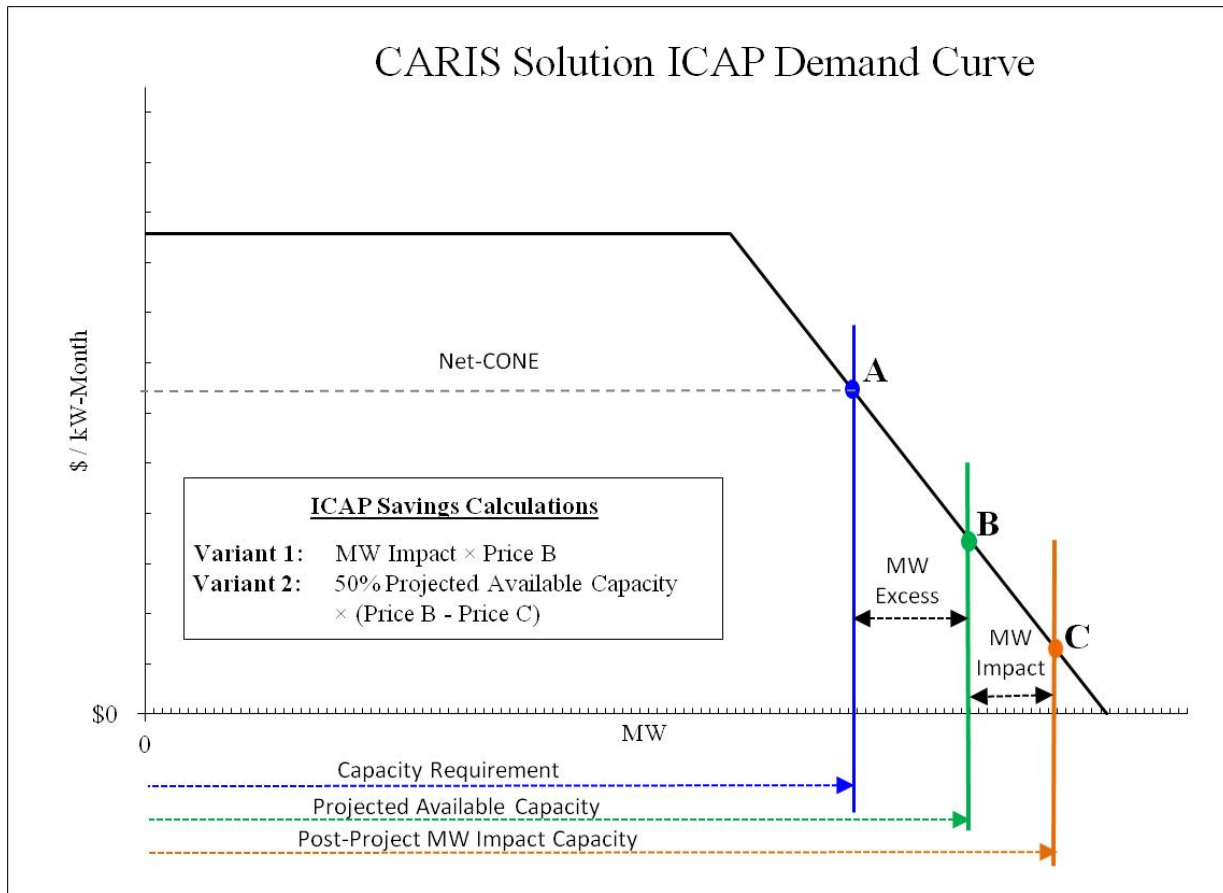 CARIS Solution ICAP Demand Curve
$ / kW-Month
Net-CONE
A
ICAP Savings Calculations
Variant 1: MW Impact × Price B
Variant 2: 50% Projected Available Capacity
× (Price B - Price C)
B
MW
Excess
C
MW
Impact
$0
0
MW
Capacity Requirement
Projected Available Capacity
Post-Project MW Impact Capacity